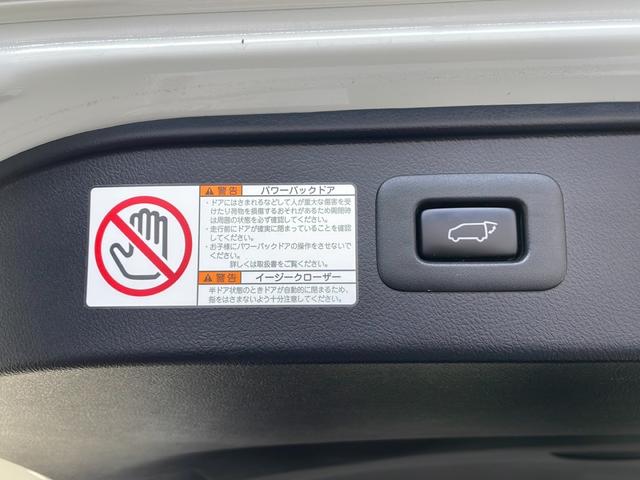 警告 パワーバックドア
・ドアにはさまれるなどして人が重大な傷害を受
けたり荷物を損傷するおそれがあるため開閉時
は周囲の状態を必ず確認してください。
・走行前にドアが確実に閉まっていることを確認
してください。
・お子様にパワーバックドアの操作をさせないで
ください。
詳しくは取扱書をご覧ください。
警告 イージークローザー
半ドア状態のときドアが自動的に閉まるため、
指をはさまないよう十分注意してください。